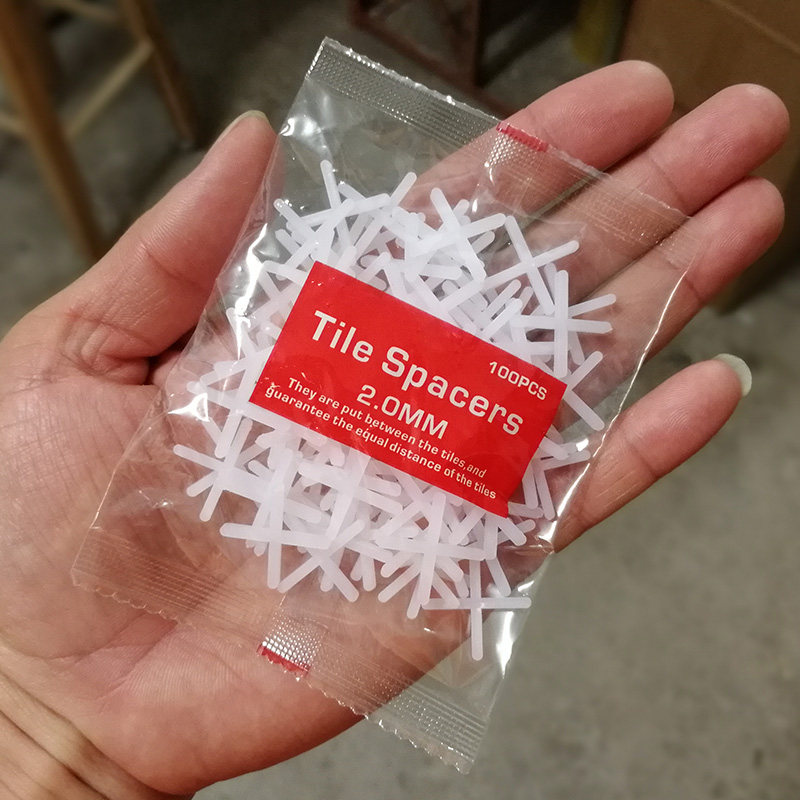 Tile Spacers
100PCS
2.0MM
They are put between the tiles,and
guarantee the equal distance of the tiles